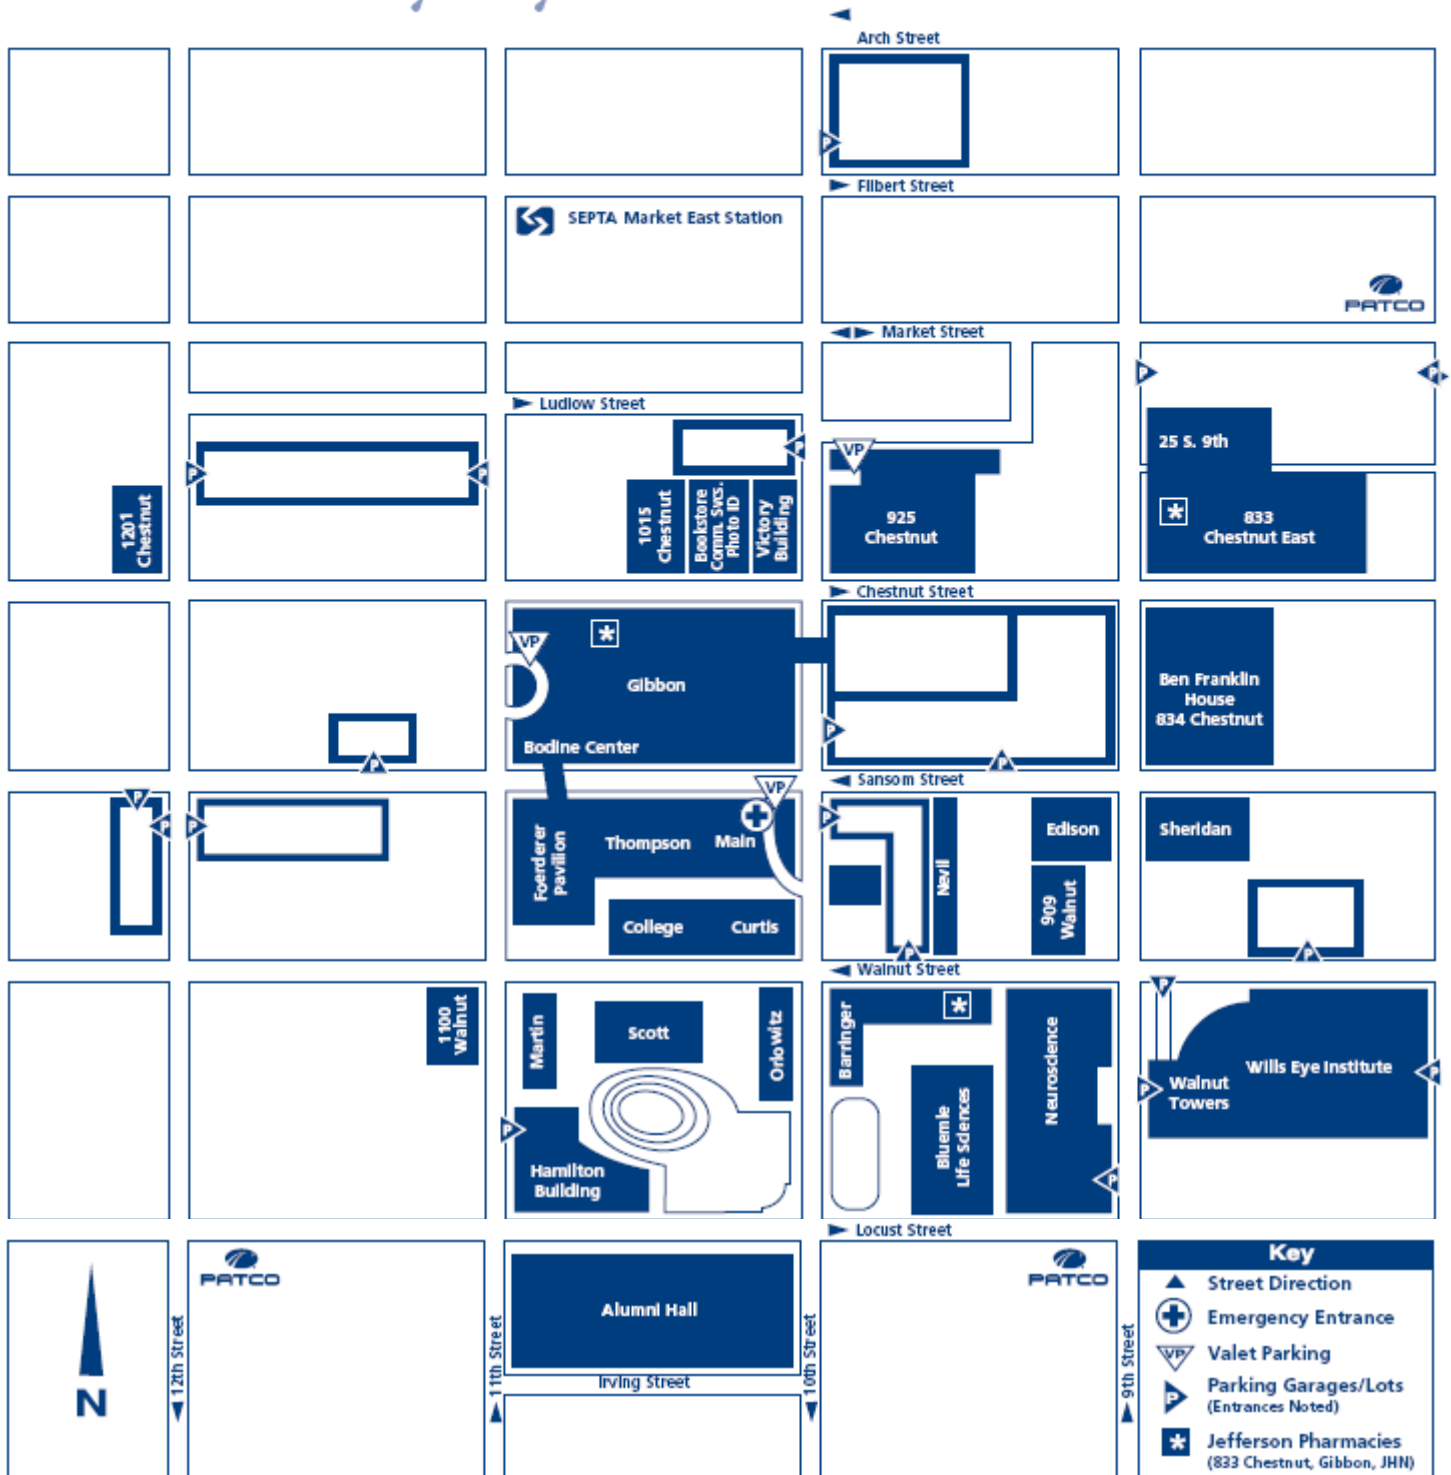 Arch Street
P
Filbert Street
SEPTA Market East Station
PATCO
Market Street
P
P
Ludlow Street
P
VP
25 S. 9th
P
P
1201
Chestnut
1015
Chestnut
Bookstore
Comm. Svcs.
Photo ID
Victory
Building
925
Chestnut
*
833
Chestnut East
Chestnut Street
VP
*
Gibbon
Bodine Center
P
P
P
Ben Franklin
House
834 Chestnut
Sansom Street
P
P
P
Foerderer
Pavilion
Thompson
Main
VP
College
Curtis
P
Nevil
P
Edison
909
Walnut
Sheridan
P
Walnut Street
1100
Walnut
Martin
Scott
Orlowitz
P
Hamilton
Building
Barringer
*
Bluemle
Life Sciences
Neuroscience
P
P
P
Walnut
Towers
Wills Eye Institute
P
Locust Street
N
12th Street
PATCO
11th Street
Alumni Hall
Irving Street
10th Street
PATCO
9th Street
Key
Street Direction
Emergency Entrance
VP Valet Parking
P Parking Garages/Lots
(Entrances Noted)
* Jefferson Pharmacies
(833 Chestnut, Gibbon, JHN)